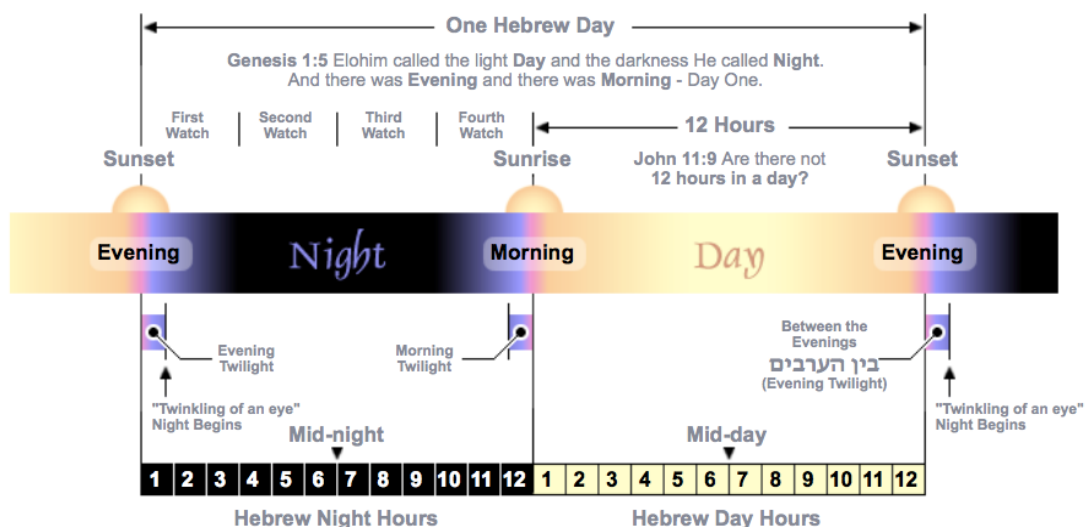 One Hebrew Day
Genesis 1:5 Elohim called the light Day and the darkness He called Night.
And there was Evening and there was Morning - Day One.
First
Watch
Second
Watch
Third
Watch
Fourth
Watch
12 Hours
Sunset
Sunrise
John 11:9 Are there not
12 hours in a day?
Sunset
Evening
Night
Morning
Day
Evening
Evening
Twilight
Morning
Twilight
Between the
Evenings
בין הערבים
(Evening Twilight)
"Twinkling of an eye"
Night Begins
"Twinkling of an eye"
Night Begins
Mid-night
Mid-day
1 2 3 4 5 6 7 8 9 10 11 12 1 2 3 4 5 6 7 8 9 10 11 12
Hebrew Night Hours
Hebrew Day Hours